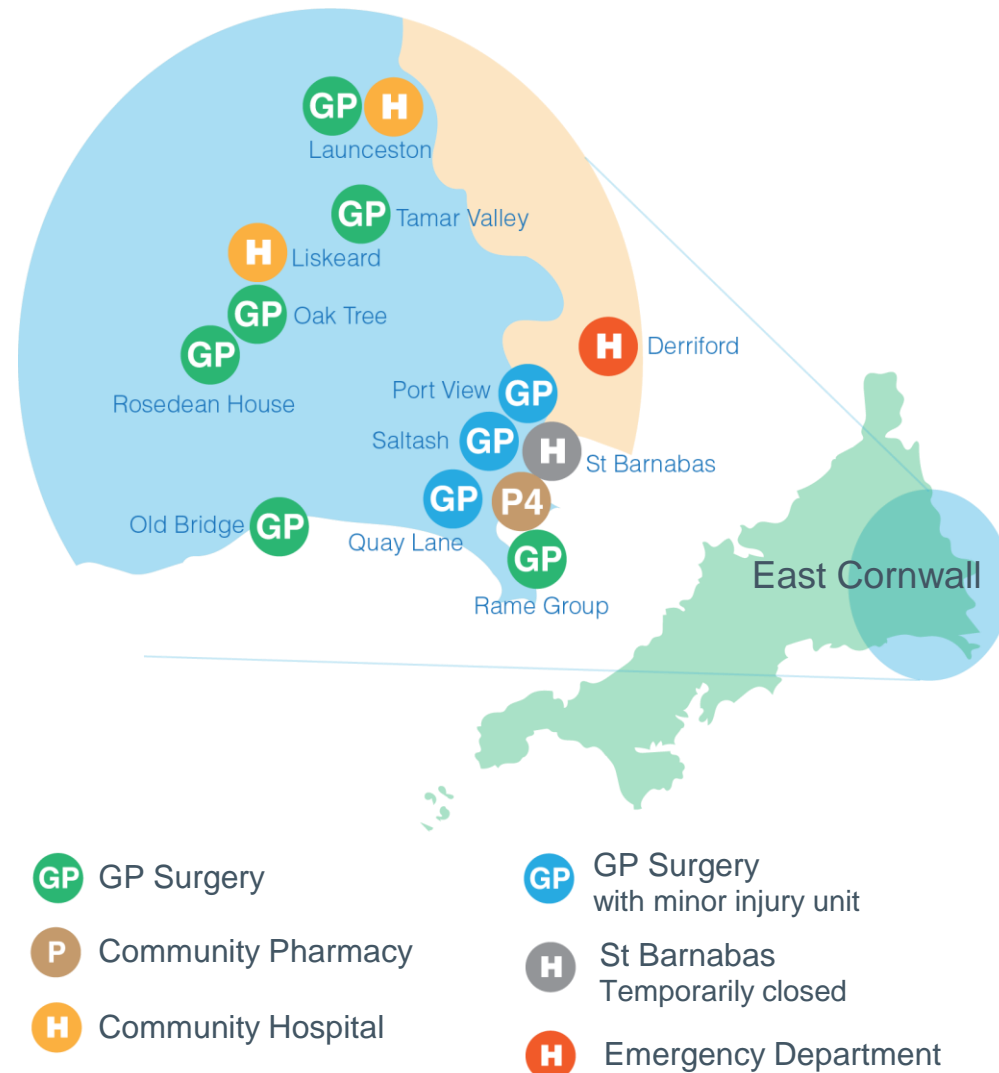 GP H
Launceston
GP Tamar Valley
H Liskeard
GP Oak Tree
GP
Rosedean House
H Derriford
Port View GP
Saltash GP
H St Barnabas
GP
Quay Lane
P4
Old Bridge GP
GP
Rame Group
East Cornwall
GP GP Surgery
P Community Pharmacy
H Community Hospital
GP GP Surgery
with minor injury unit
H St Barnabas
Temporarily closed
H Emergency Department